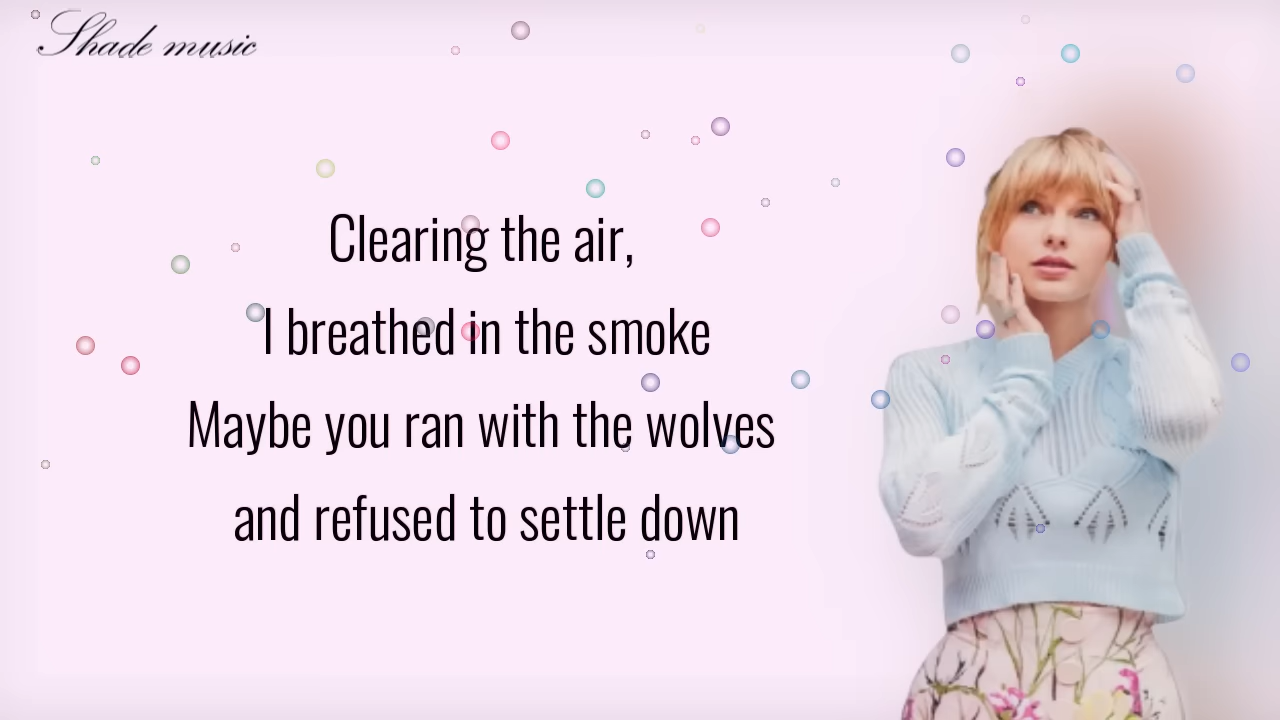 Shade music
Clearing the air,
I breathed in the smoke
Maybe you ran with the wolves
and refused to settle down